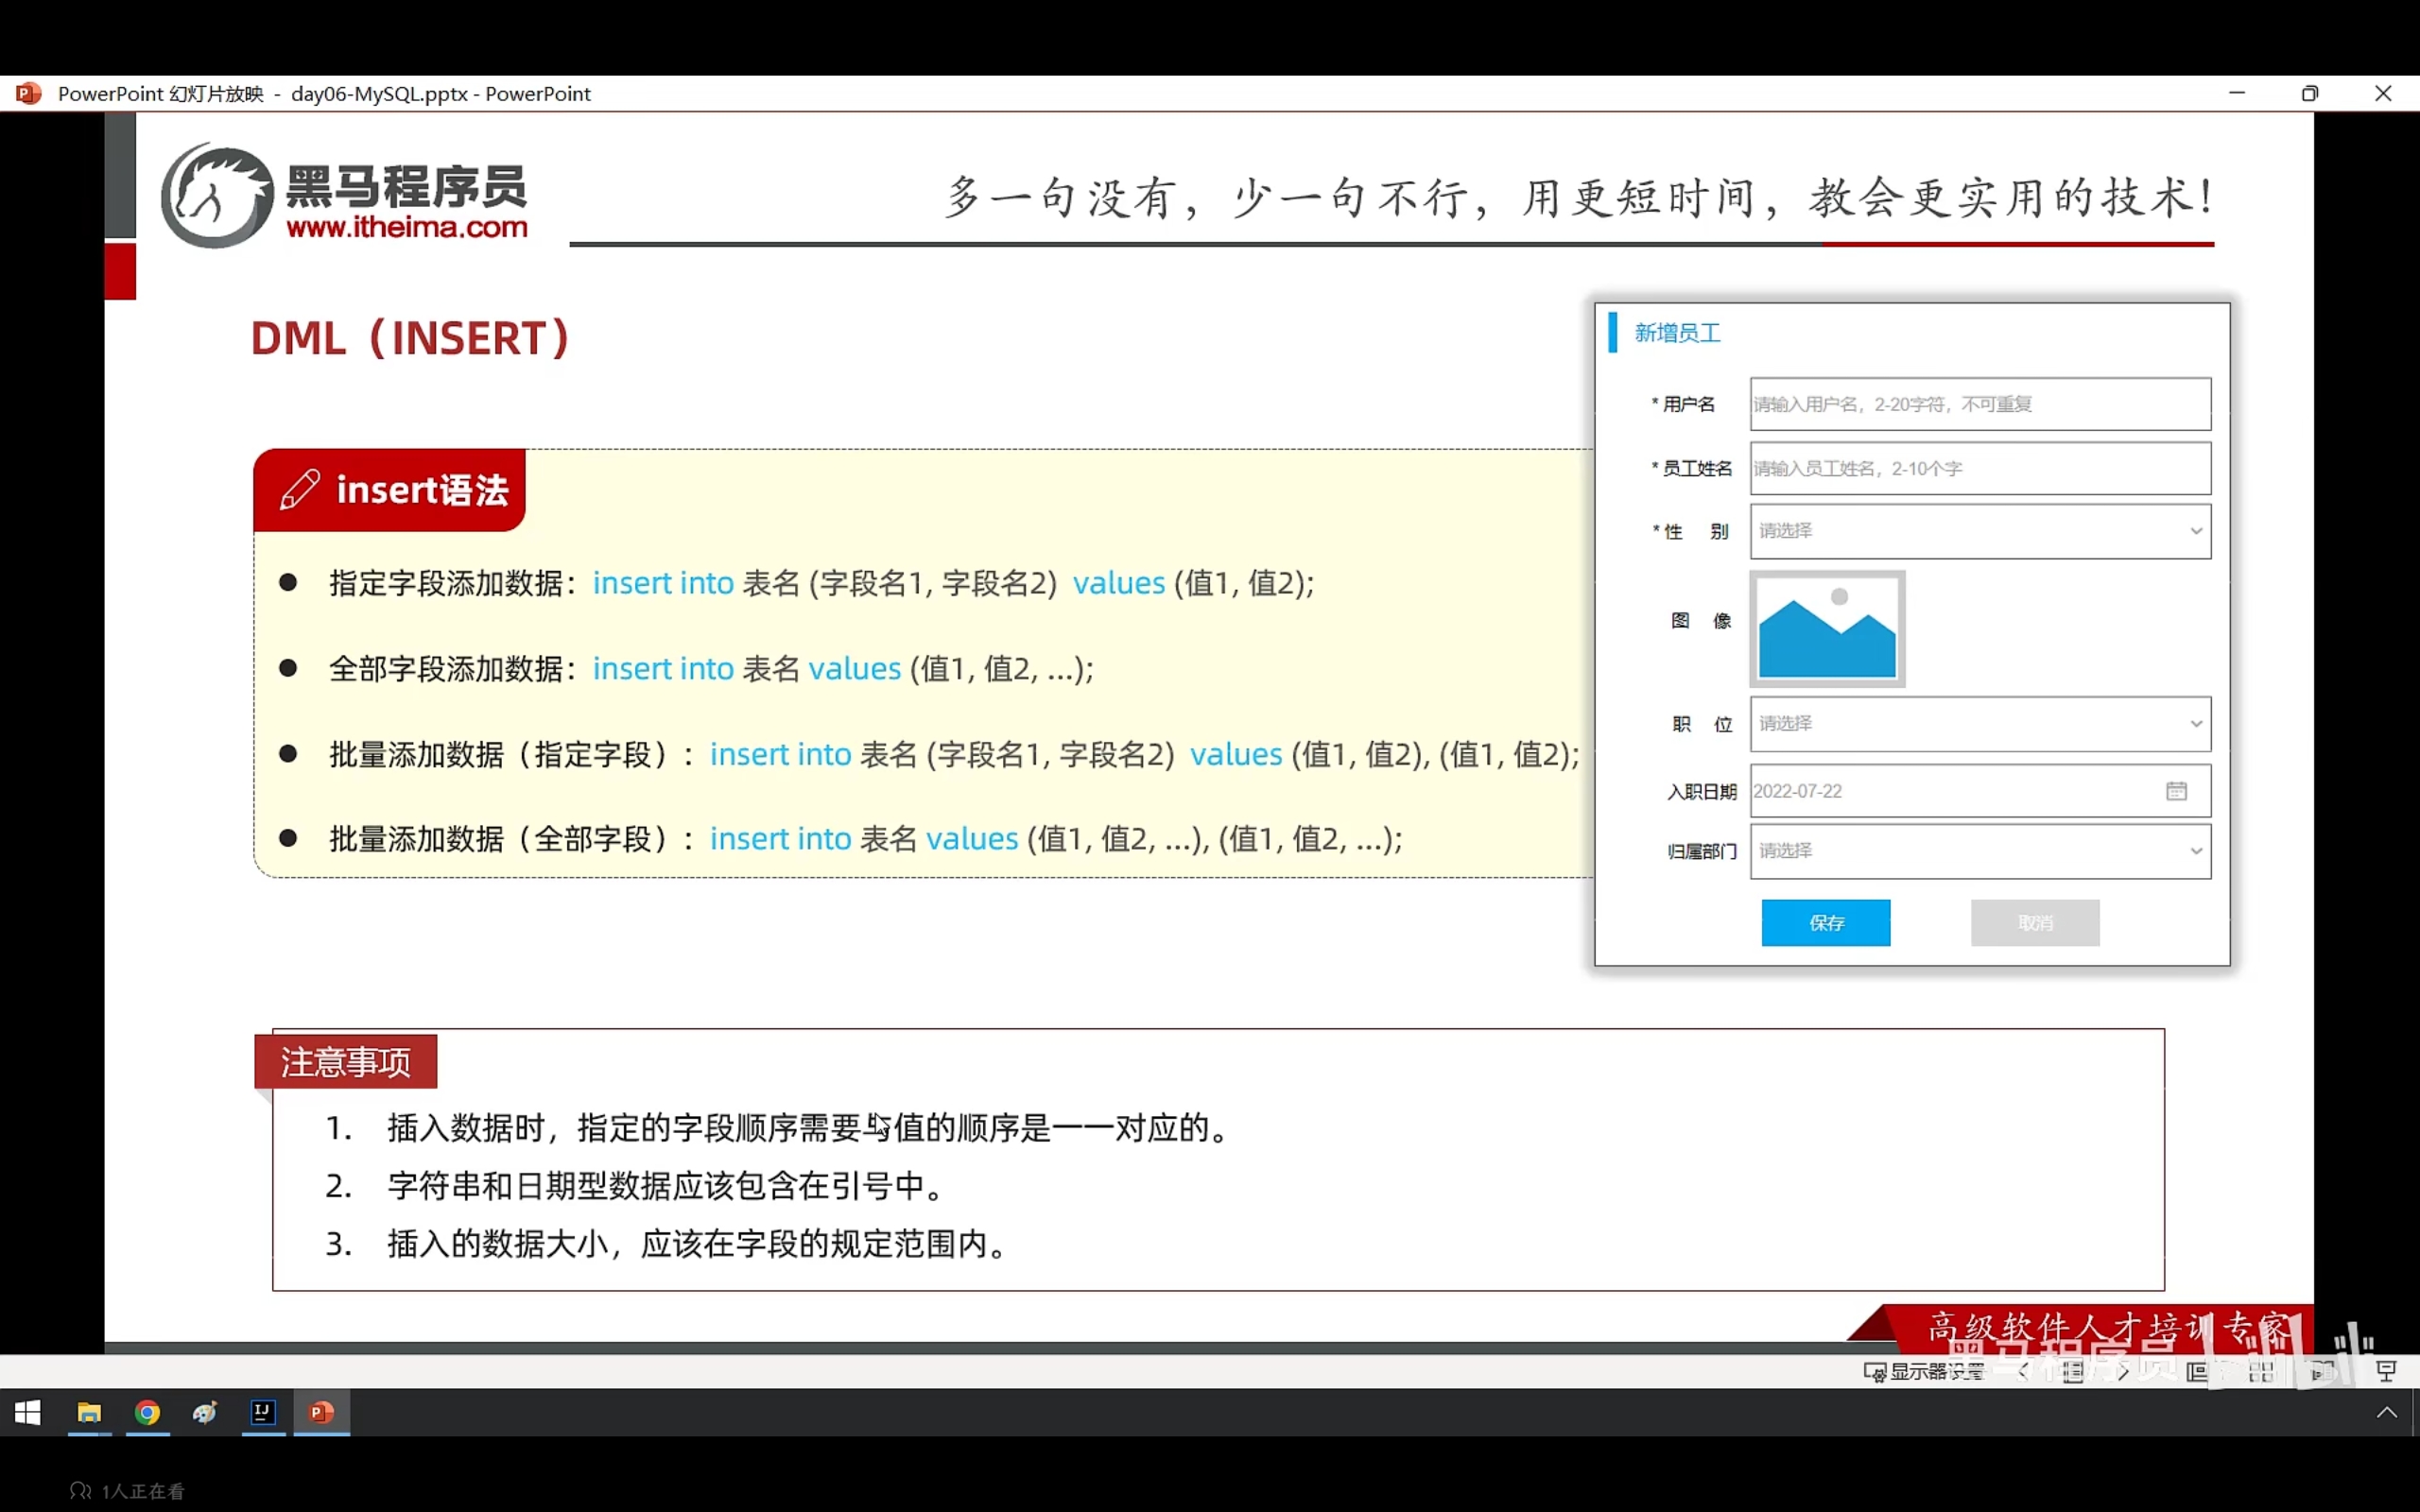 PowerPoint 幻灯片放映 - day06-MySQL.pptx - PowerPoint
黑马程序员
www.itheima.com
多一句没有，少一句不行，用更短时间，教会更实用的技术！
DML（INSERT）
insert语法
指定字段添加数据：insert into 表名 (字段名1, 字段名2) values (值1, 值2);
全部字段添加数据：insert into 表名 values (值1, 值2, ...);
批量添加数据（指定字段）：insert into 表名 (字段名1, 字段名2) values (值1, 值2), (值1, 值2);
批量添加数据（全部字段）：insert into 表名 values (值1, 值2, ...), (值1, 值2, ...);
新增员工
* 用户名 请输入用户名，2-20字符，不可重复
* 员工姓名 请输入员工姓名，2-10个字
* 性 别 请选择
图 像
职 位 请选择
入职日期 2022-07-22
归属部门 请选择
保存 取消
注意事项
1. 插入数据时，指定的字段顺序需要与值的顺序是一一对应的。
2. 字符串和日期型数据应该包含在引号中。
3. 插入的数据大小，应该在字段的规定范围内。
高级软件人才培训专家
黑马程序员
显示器设置
1人正在看